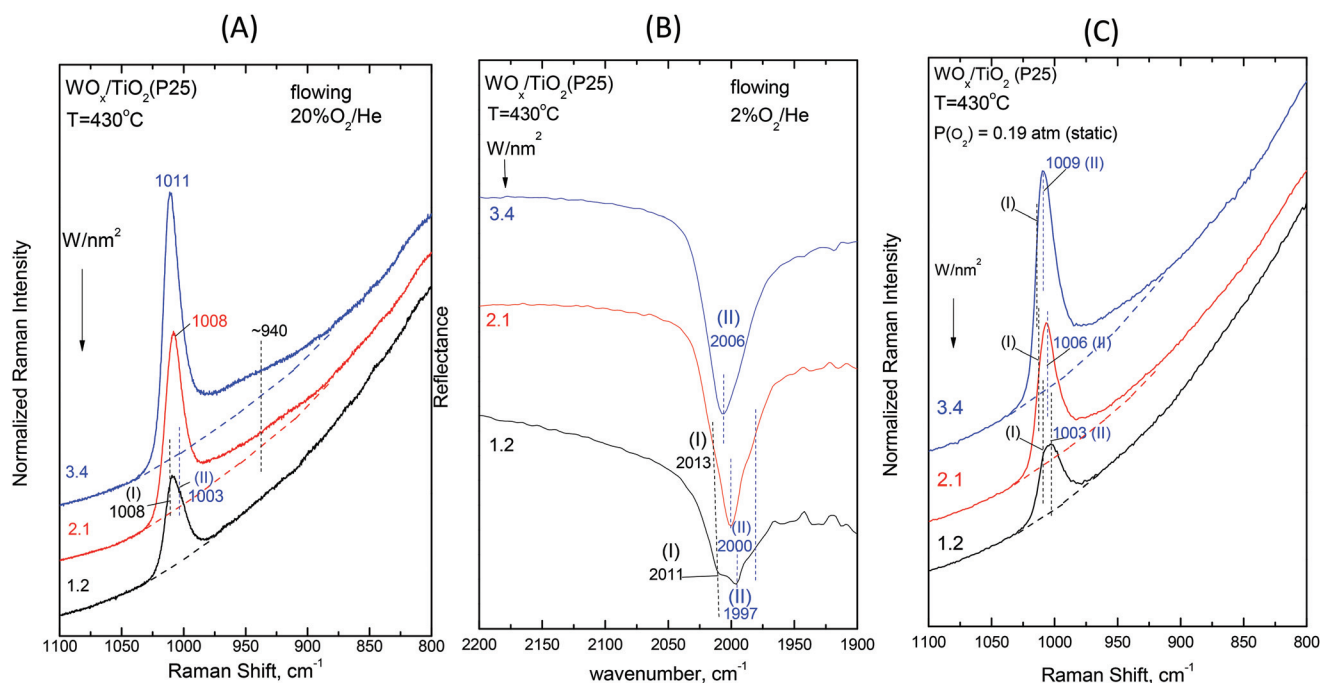 (A)
WOₓ/TiO₂(P25)
T=430°C
flowing
20%O₂/He
W/nm²
1011
1008
~940
3.4
2.1
1.2
(I)
1008
(II)
1003
Normalized Raman Intensity
1100 1050 1000 950 900 850 800
Raman Shift, cm⁻¹
(B)
WOₓ/TiO₂(P25)
T=430°C
flowing
2%O₂/He
W/nm²
3.4
2.1
1.2
(II)
2006
(I)
2013
(II)
2000
(I)
2011
(II)
1997
Reflectance
2200 2150 2100 2050 2000 1950 1900
wavenumber, cm⁻¹
(C)
WOₓ/TiO₂ (P25)
T=430°C
P(O₂) = 0.19 atm (static)
1009 (II)
(I)
W/nm²
(I)
1006 (II)
3.4
(I)
1003 (II)
2.1
1.2
Normalized Raman Intensity
1100 1050 1000 950 900 850 800
Raman Shift, cm⁻¹